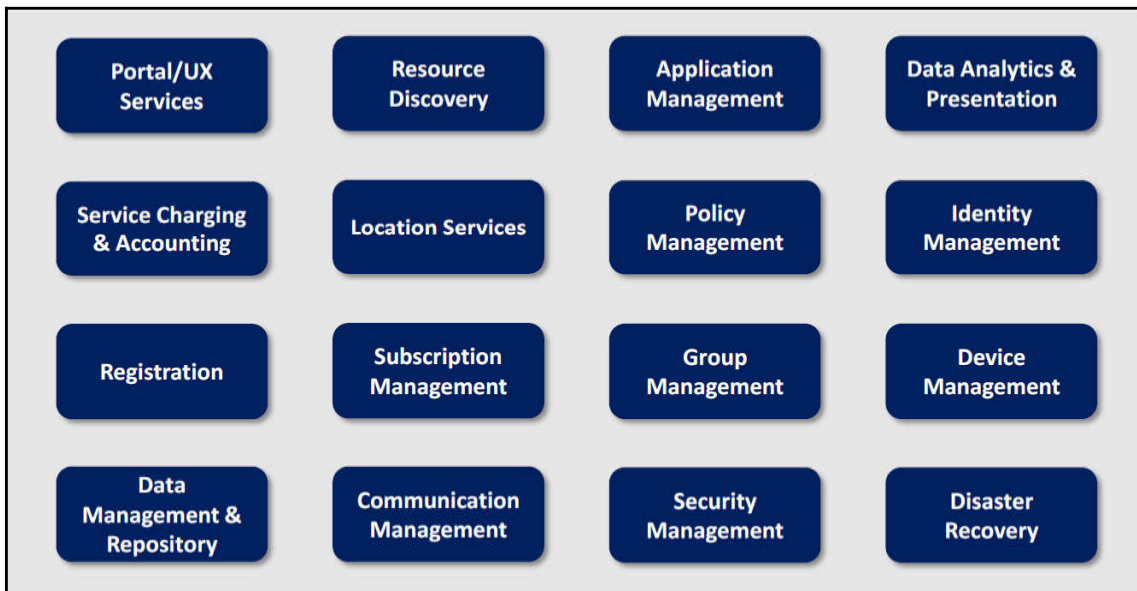 Portal/UX
Services
Resource
Discovery
Application
Management
Data Analytics &
Presentation
Service Charging
& Accounting
Location Services
Policy
Management
Identity
Management
Registration
Subscription
Management
Group
Management
Device
Management
Data
Management &
Repository
Communication
Management
Security
Management
Disaster
Recovery